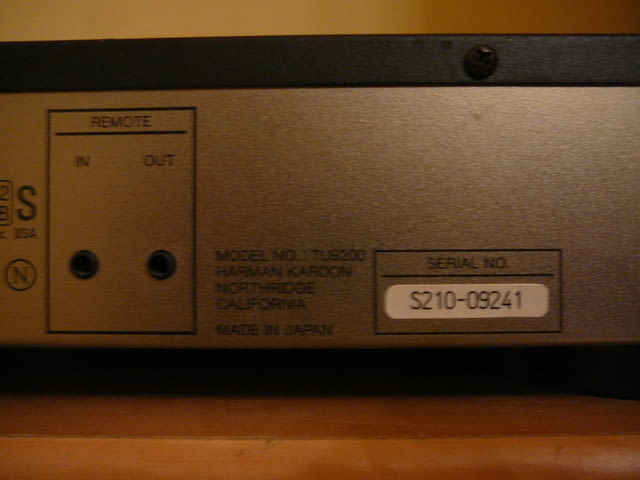 REMOTE
IN OUT
S
USA
N
MODEL NO.: TU9200
HARMAN KARDON
NORTHRIDGE
CALIFORNIA
MADE IN JAPAN
SERIAL NO.
S210-09241